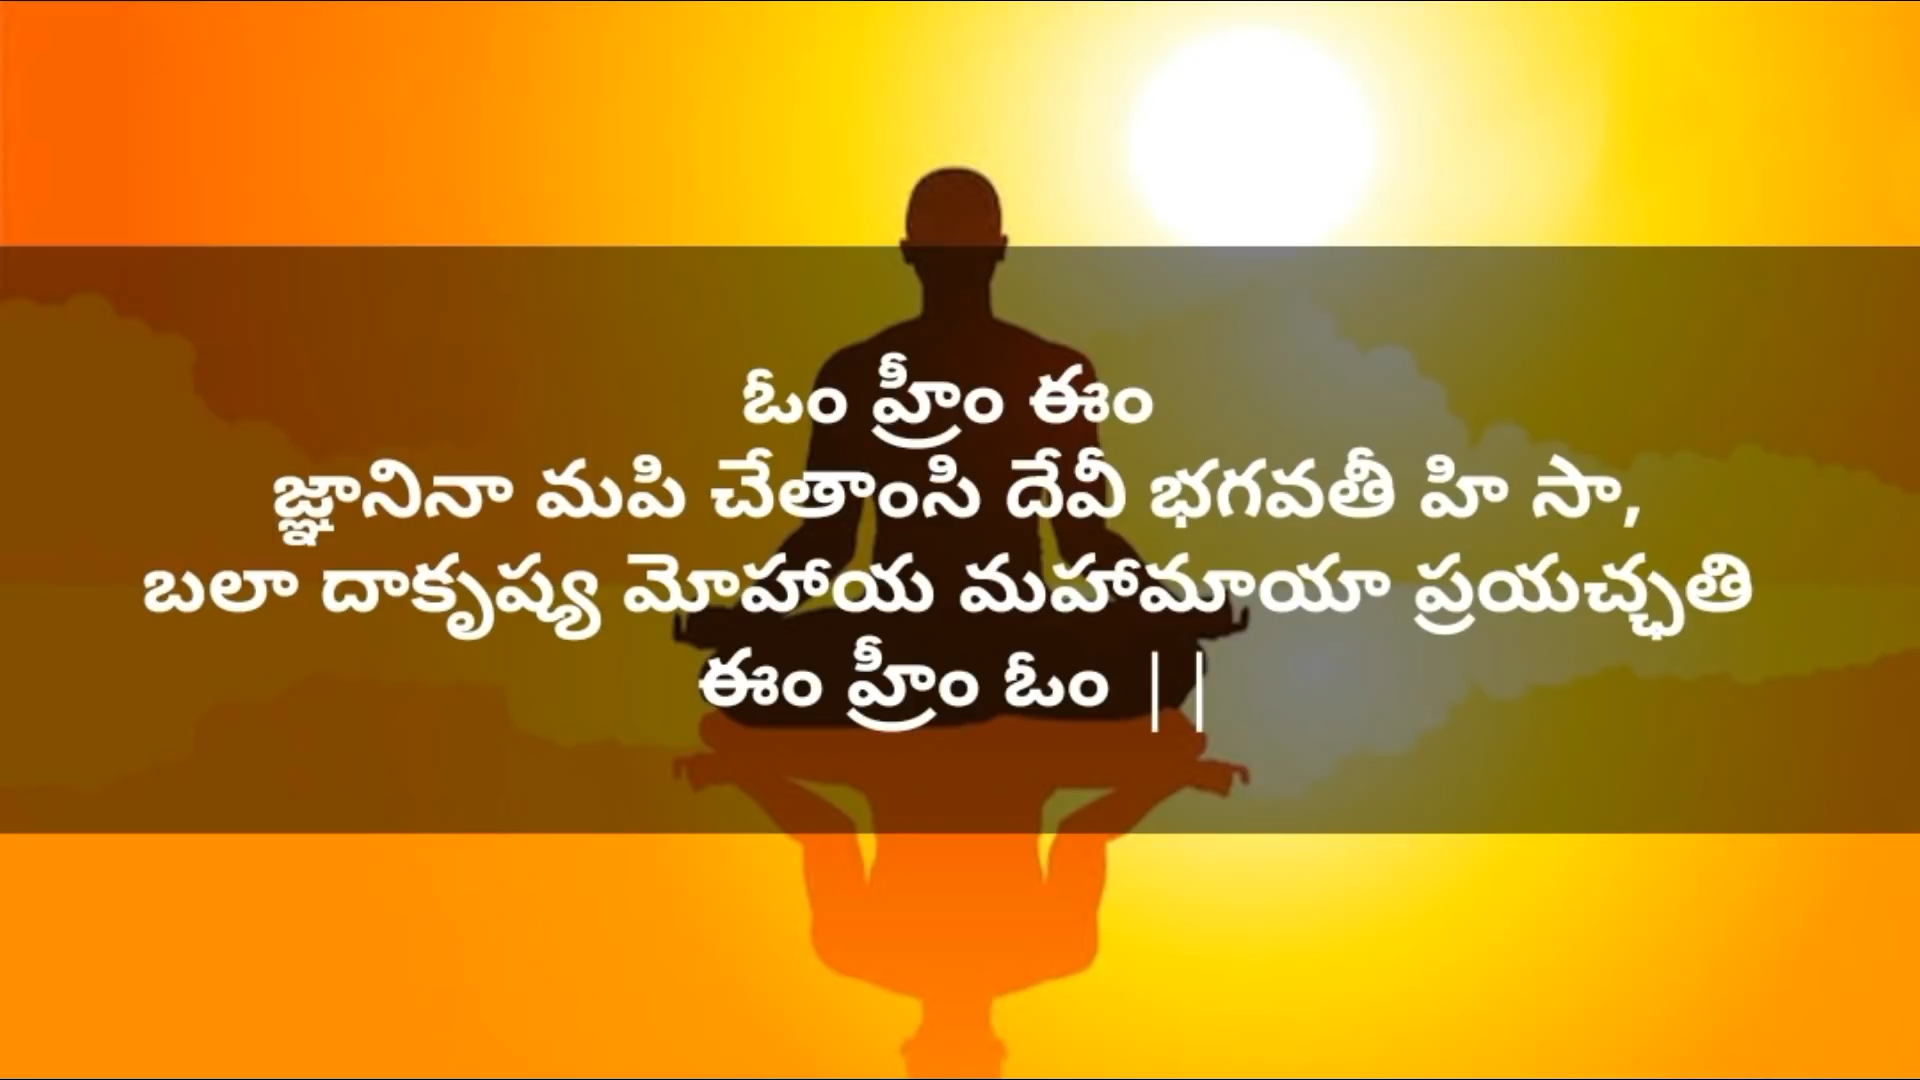 ఓం హ్రీం ఈం
జ్ఞానినా మపి చేతాంసి దేవీ భగవతీ హి సా,
బలా దాకృష్య మోహాయ మహామాయా ప్రయచ్ఛతి
ఈం హ్రీం ఓం ||